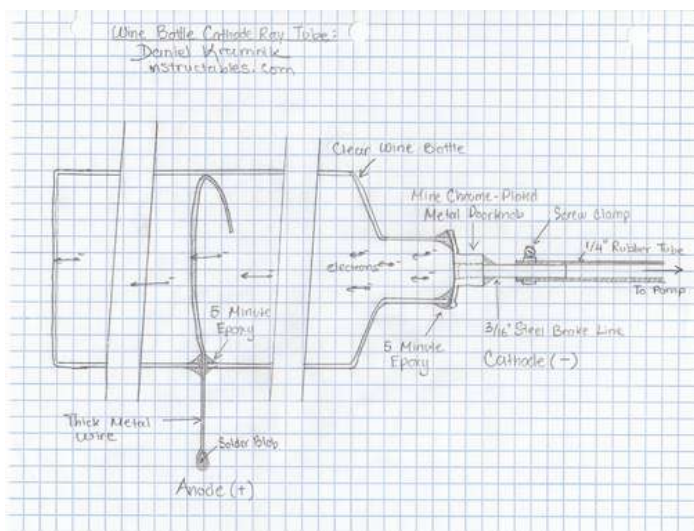 Wine Bottle Cathode Ray Tube:
Daniel Kramnik
nstructables.com
Clear Wine Bottle
Mine Chrome-Plated
Metal Doorknob
Screw Clamp
1/4" Rubber Tube
electrons
To Pump
5 Minute
Epoxy
3/16" Steel Brake Line
5 Minute
Epoxy
Cathode (-)
Thick Metal
Wire
Solder Blob
Anode (+)